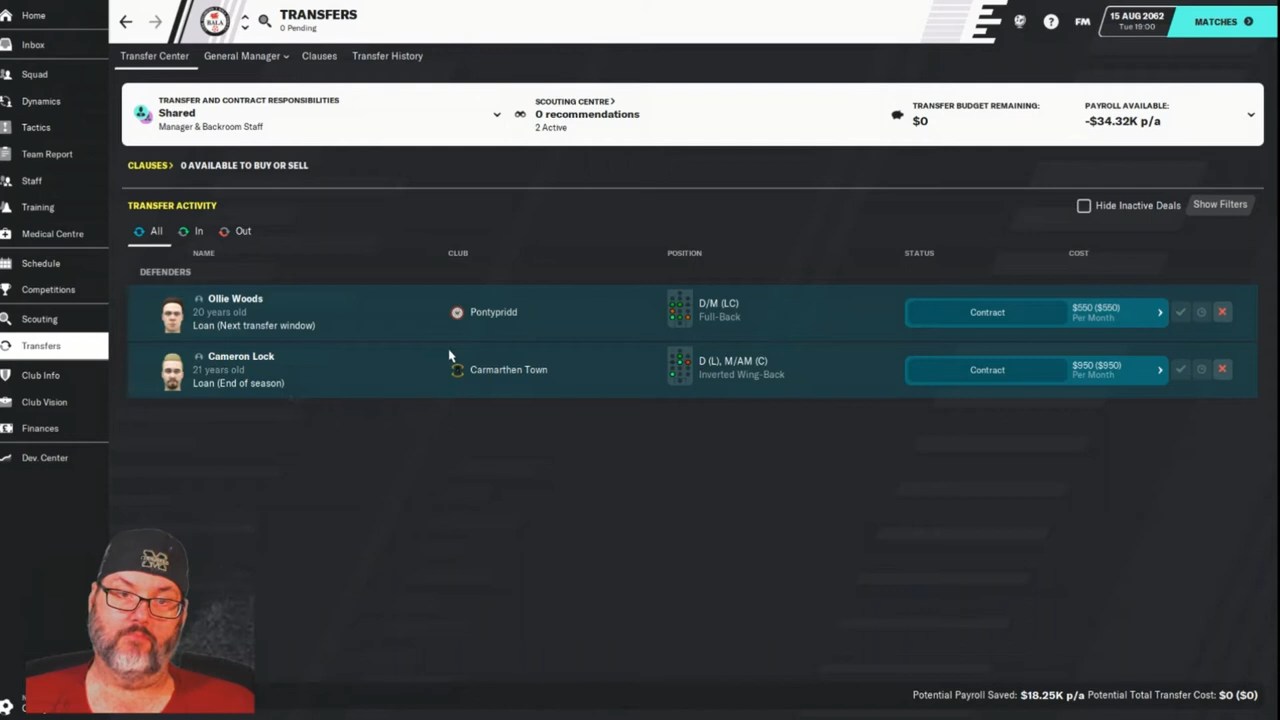 Home
Inbox
Squad
Dynamics
Tactics
Team Report
Staff
Training
Medical Centre
Schedule
Competitions
Scouting
Transfers
Club Info
Club Vision
Finances
Dev. Center
BALA
TRANSFERS
0 Pending
?
FM
15 AUG 2062
Tue 19:00
MATCHES
Transfer Center
General Manager
Clauses
Transfer History
TRANSFER AND CONTRACT RESPONSIBILITIES
Shared
Manager & Backroom Staff
SCOUTING CENTRE >
0 recommendations
2 Active
TRANSFER BUDGET REMAINING:
$0
PAYROLL AVAILABLE:
-$34.32K p/a
CLAUSES > 0 AVAILABLE TO BUY OR SELL
TRANSFER ACTIVITY
Hide Inactive Deals
Show Filters
All In Out
NAME CLUB POSITION STATUS COST
DEFENDERS
Ollie Woods
20 years old
Loan (Next transfer window)
Pontypridd
D/M (LC)
Full-Back
Contract
$550 ($550)
Per Month
Cameron Lock
21 years old
Loan (End of season)
Carmarthen Town
D (L), M/AM (C)
Inverted Wing-Back
Contract
$950 ($950)
Per Month
Potential Payroll Saved: $18.25K p/a Potential Total Transfer Cost: $0 ($0)